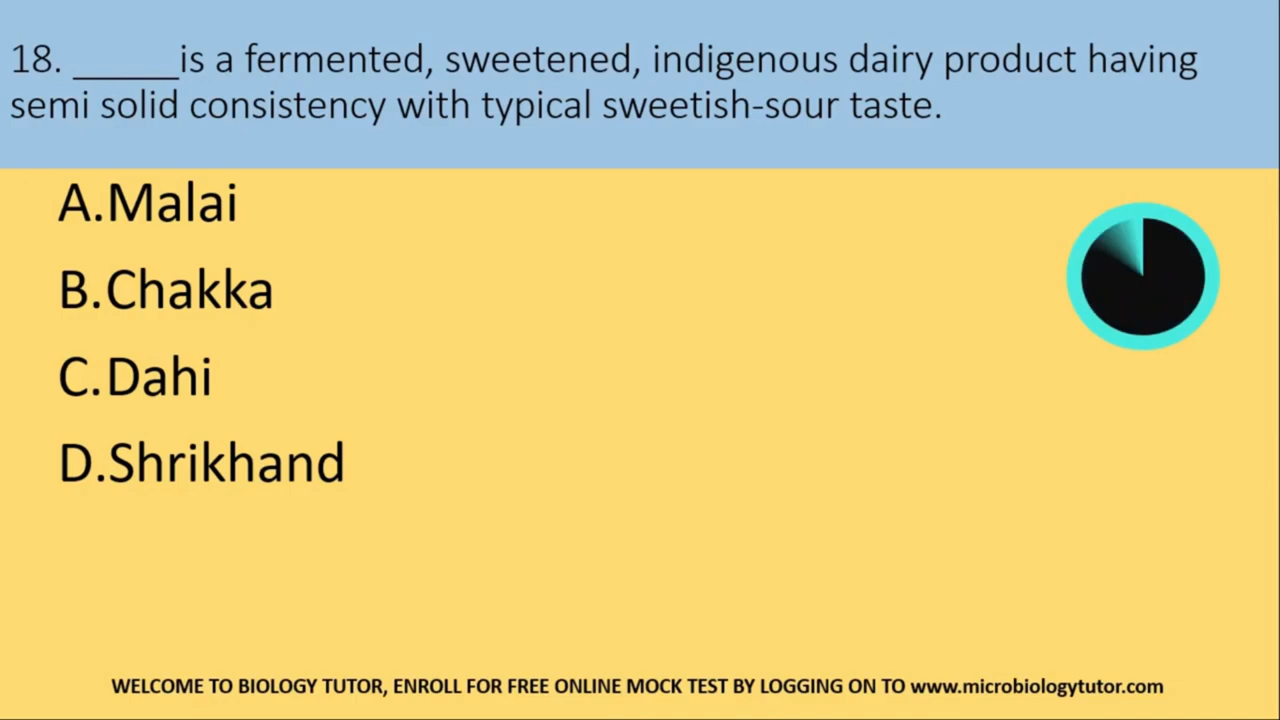 18. _____is a fermented, sweetened, indigenous dairy product having
semi solid consistency with typical sweetish-sour taste.
A.Malai
B.Chakka
C.Dahi
D.Shrikhand
WELCOME TO BIOLOGY TUTOR, ENROLL FOR FREE ONLINE MOCK TEST BY LOGGING ON TO www.microbiologytutor.com